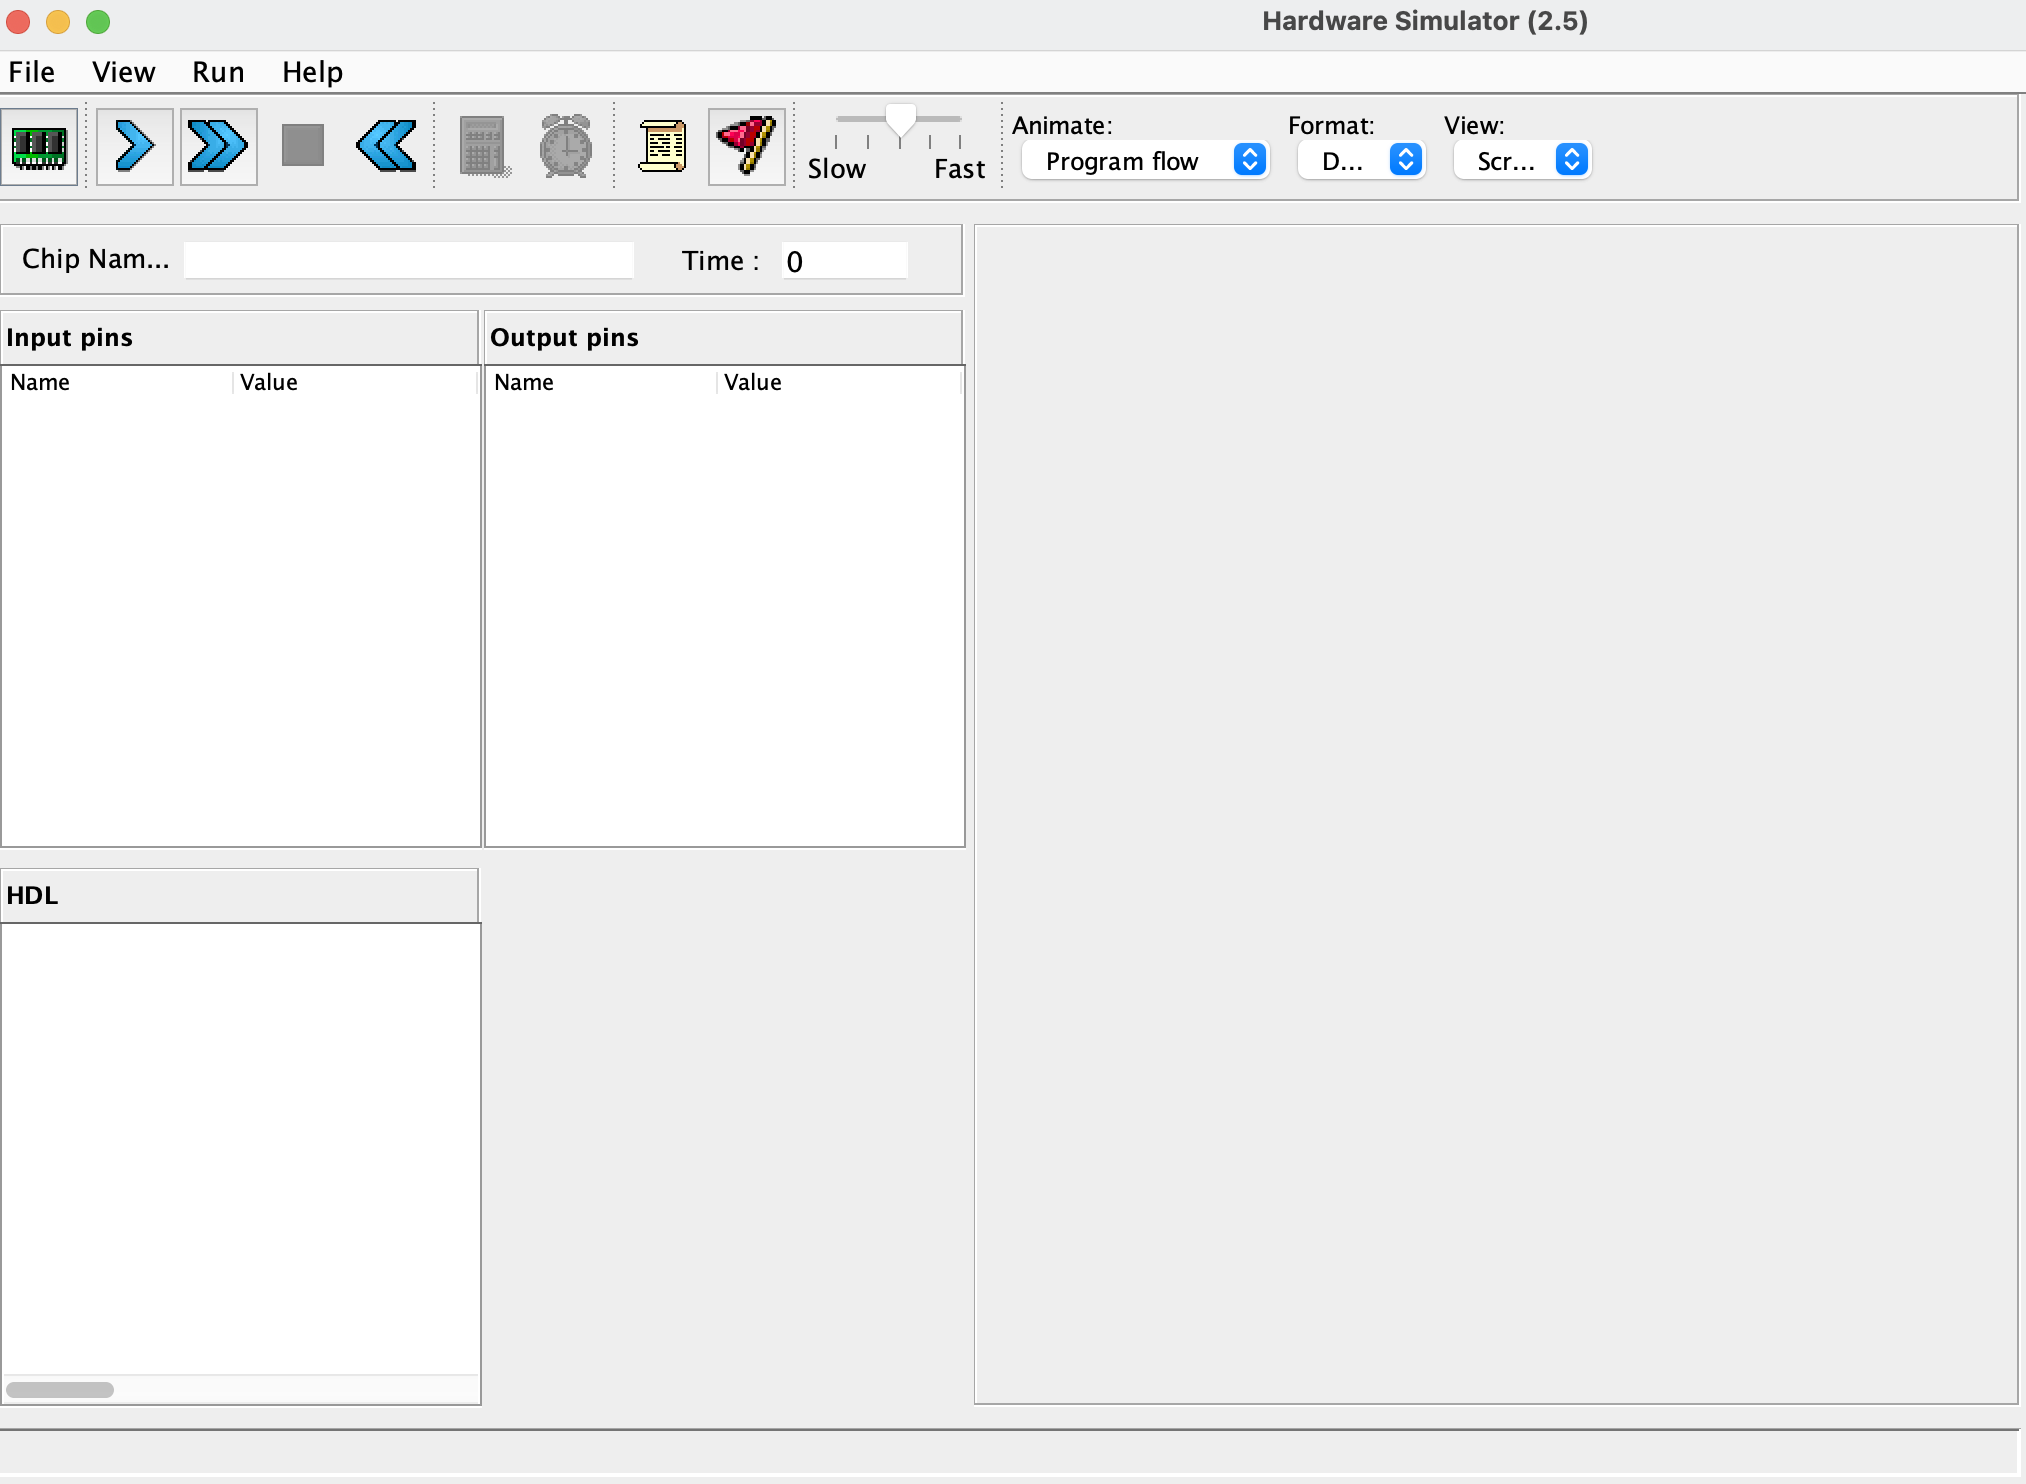 Hardware Simulator (2.5)
File View Run Help
Slow Fast
Animate: Format: View:
Program flow D... Scr...
Chip Nam... Time : 0
Input pins Output pins
Name Value Name Value
HDL